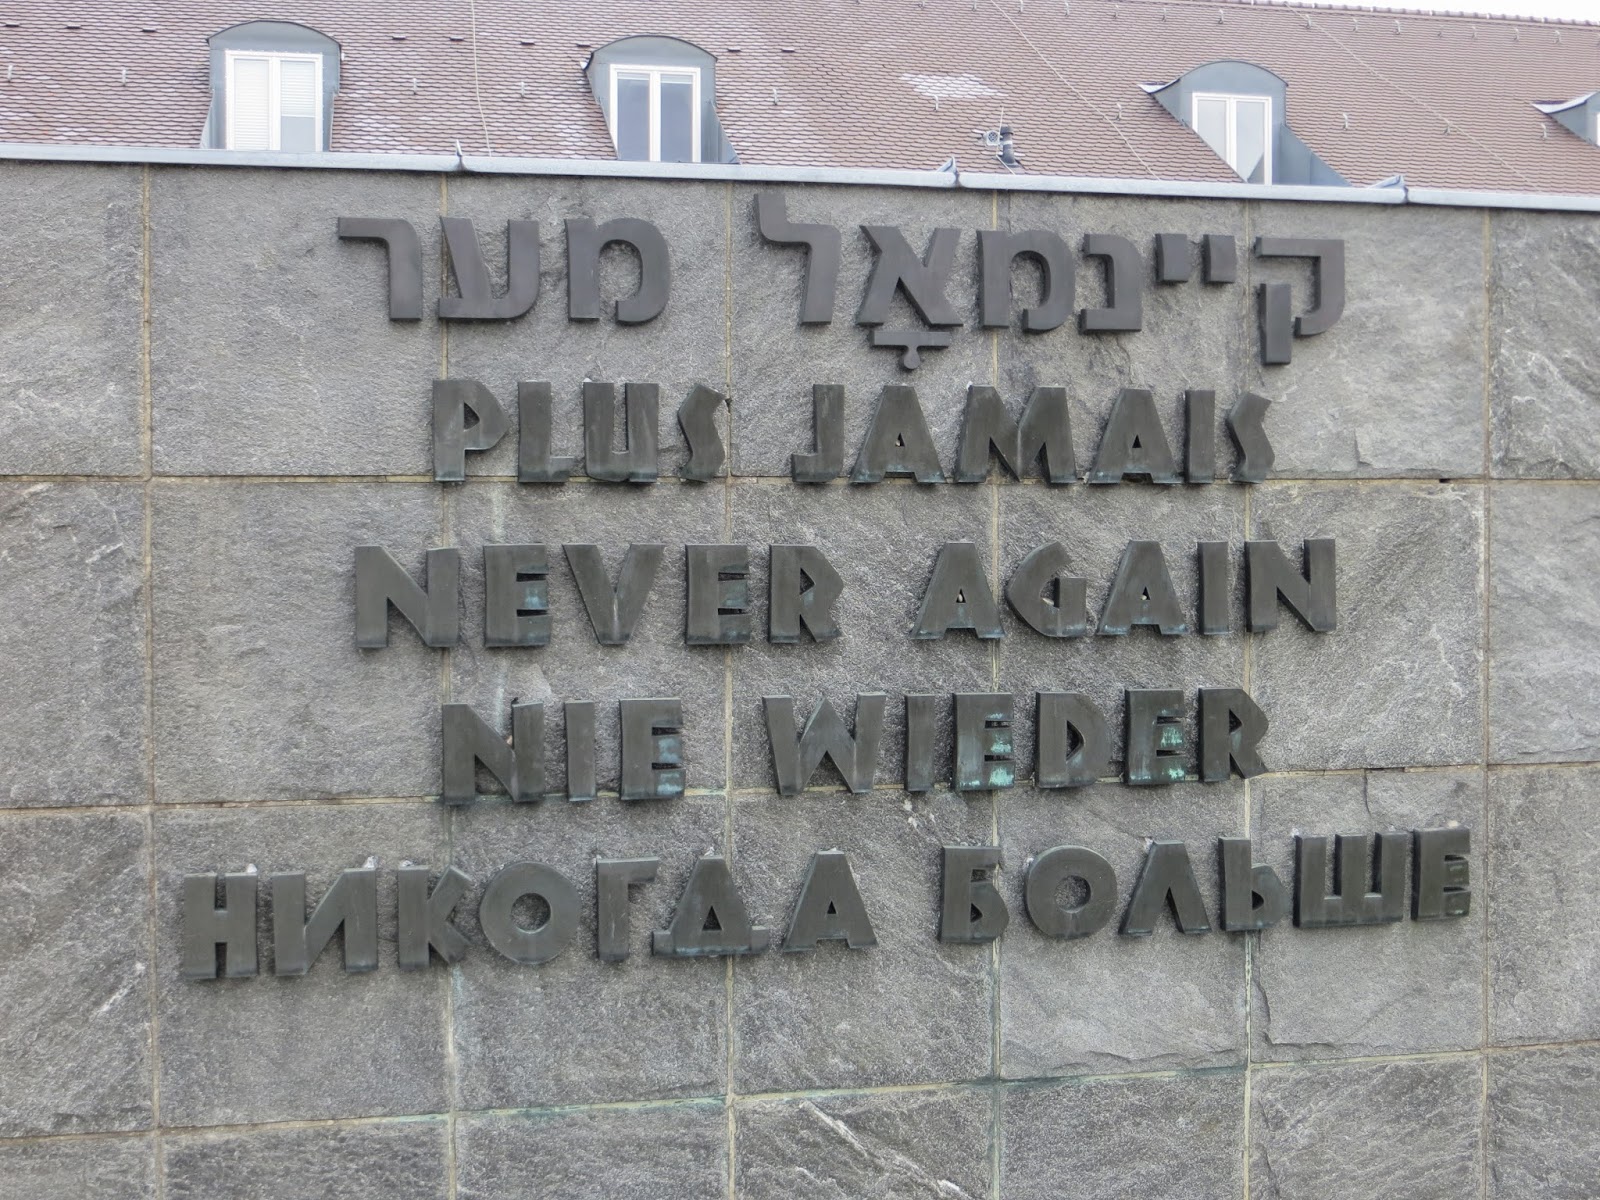 קיינמאָל מער
PLUS JAMAIS
NEVER AGAIN
NIE WIEDER
НИКОГДА БОЛЬШЕ